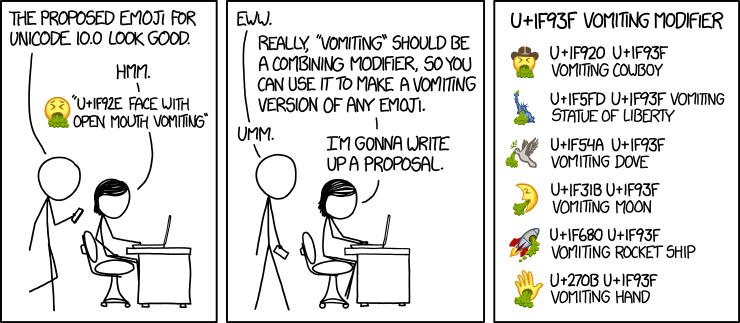 THE PROPOSED EMOJI FOR
UNICODE 10.0 LOOK GOOD.
HMM.
"U+1F92E FACE WITH
OPEN MOUTH VOMITING"
EWW.
REALLY, "VOMITING" SHOULD BE
A COMBINING MODIFIER, SO YOU
CAN USE IT TO MAKE A VOMITING
VERSION OF ANY EMOJI.
UMM.
I'M GONNA WRITE
UP A PROPOSAL.
U+1F93F VOMITING MODIFIER
U+1F920 U+1F93F
VOMITING COWBOY
U+1F5FD U+1F93F VOMITING
STATUE OF LIBERTY
U+1F54A U+1F93F
VOMITING DOVE
U+1F31B U+1F93F
VOMITING MOON
U+1F680 U+1F93F
VOMITING ROCKET SHIP
U+270B U+1F93F
VOMITING HAND